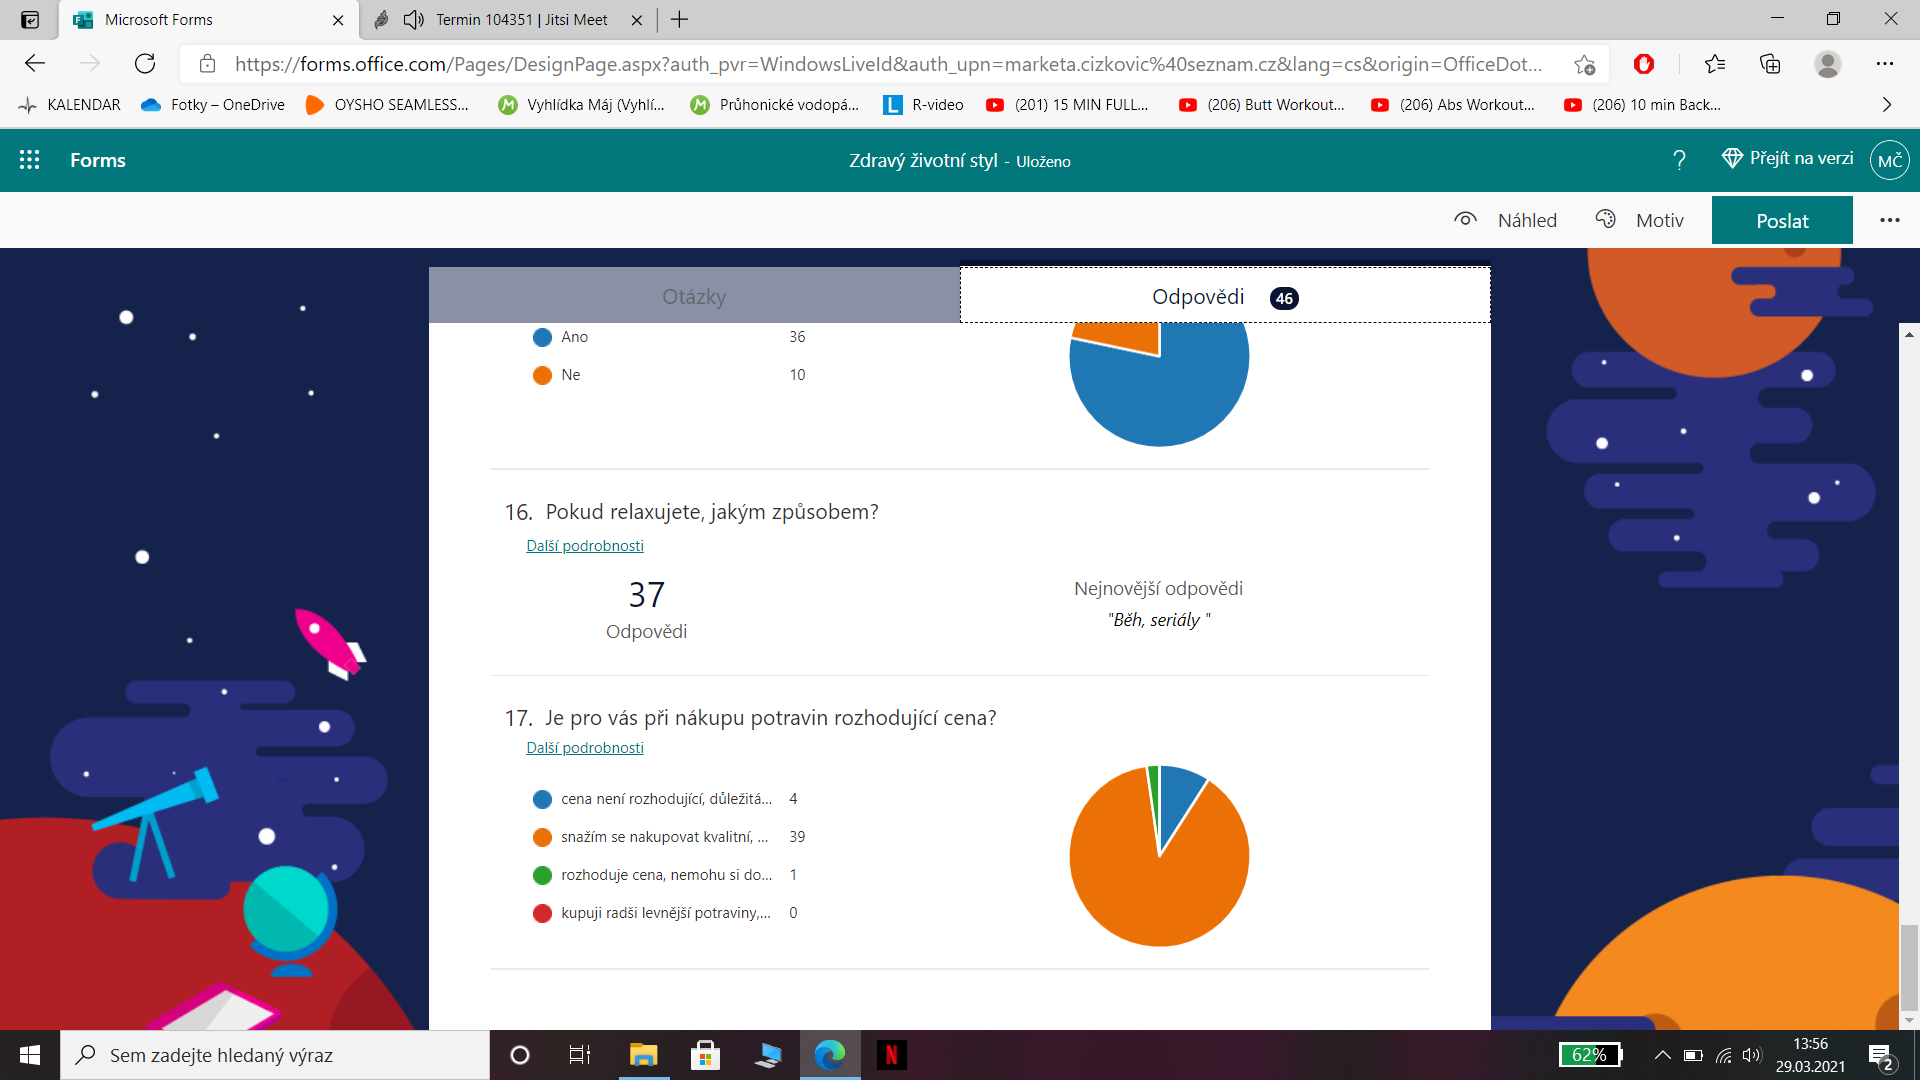 Microsoft Forms
Termin 104351 | Jitsi Meet
https://forms.office.com/Pages/DesignPage.aspx?auth_pvr=WindowsLiveId&auth_upn=marketa.cizkovic%40seznam.cz&lang=cs&origin=OfficeDot...
KALENDAR
Fotky – OneDrive
OYSHO SEAMLESS...
Vyhlídka Máj (Vyhlí...
Průhonické vodopá...
L R-video
(201) 15 MIN FULL...
(206) Butt Workout...
(206) Abs Workout...
(206) 10 min Back...
Forms
Zdravý životní styl - Uloženo
?
Přejít na verzi
MČ
Náhled
Motiv
Poslat
Otázky
Odpovědi 46
Ano 36
Ne 10
16. Pokud relaxujete, jakým způsobem?
Další podrobnosti
37
Odpovědi
Nejnovější odpovědi
"Běh, seriály "
17. Je pro vás při nákupu potravin rozhodující cena?
Další podrobnosti
cena není rozhodující, důležitá... 4
snažím se nakupovat kvalitní, ... 39
rozhoduje cena, nemohu si do... 1
kupuji radši levnější potraviny,... 0
Sem zadejte hledaný výraz
N
62%
13:56
29.03.2021
2